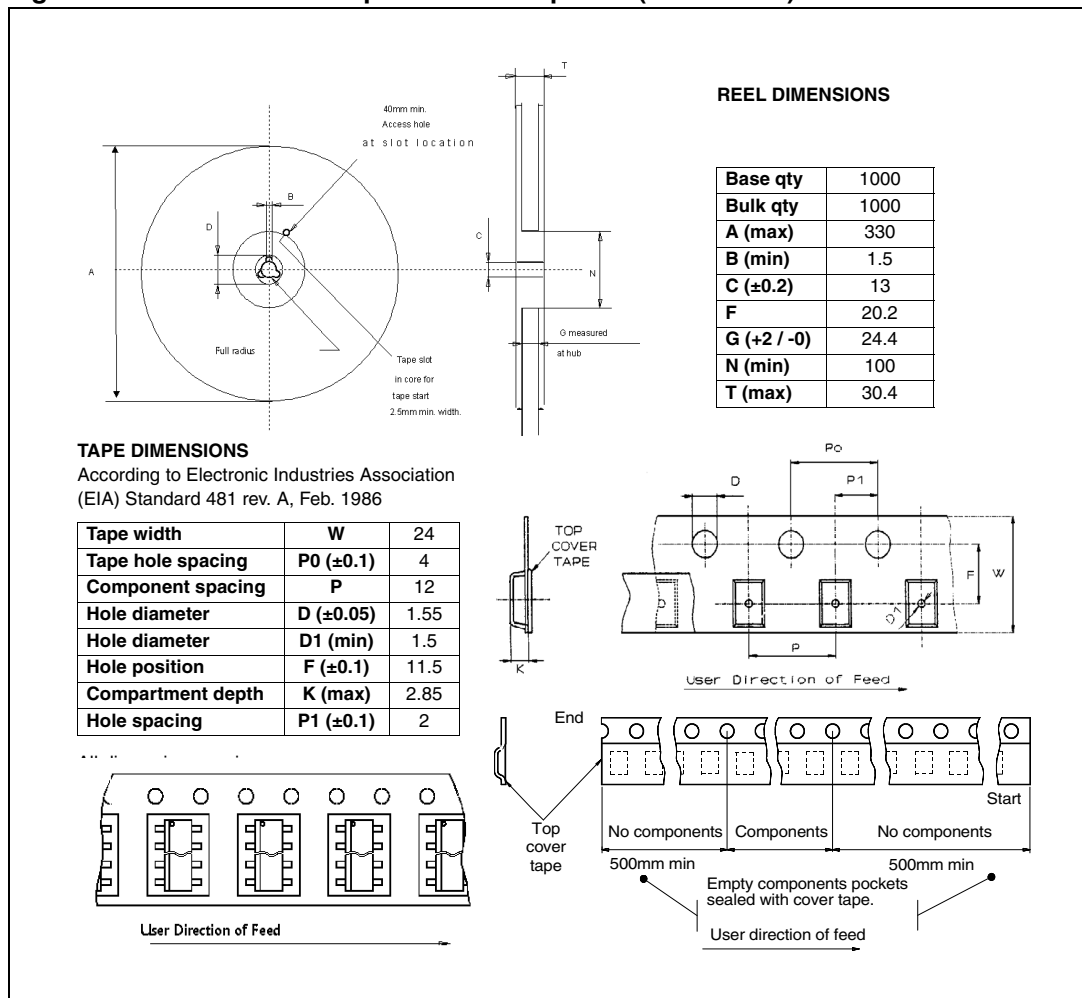 T
REEL DIMENSIONS
40mm min.
Access hole
at slot location
B
D
A
C
N
Full radius
Tape slot
in core for
tape start
2.5mm min. width.
G measured
at hub
Base qty 1000
Bulk qty 1000
A (max) 330
B (min) 1.5
C (±0.2) 13
F 20.2
G (+2 / -0) 24.4
N (min) 100
T (max) 30.4
TAPE DIMENSIONS
According to Electronic Industries Association
(EIA) Standard 481 rev. A, Feb. 1986
Tape width W 24
Tape hole spacing P0 (±0.1) 4
Component spacing P 12
Hole diameter D (±0.05) 1.55
Hole diameter D1 (min) 1.5
Hole position F (±0.1) 11.5
Compartment depth K (max) 2.85
Hole spacing P1 (±0.1) 2
TOP
COVER
TAPE
K
Po
D
P1
F
W
D1
P
User Direction of Feed
End
Start
Top
cover
tape
No components
Components
No components
500mm min
500mm min
Empty components pockets
sealed with cover tape.
User direction of feed
User Direction of Feed